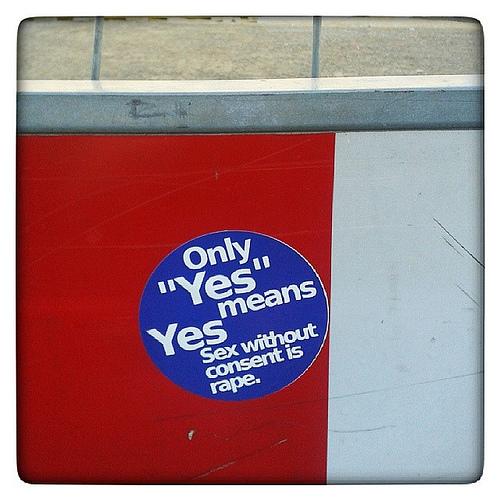 Only
"Yes"
means
Yes
Sex without
consent is
rape.